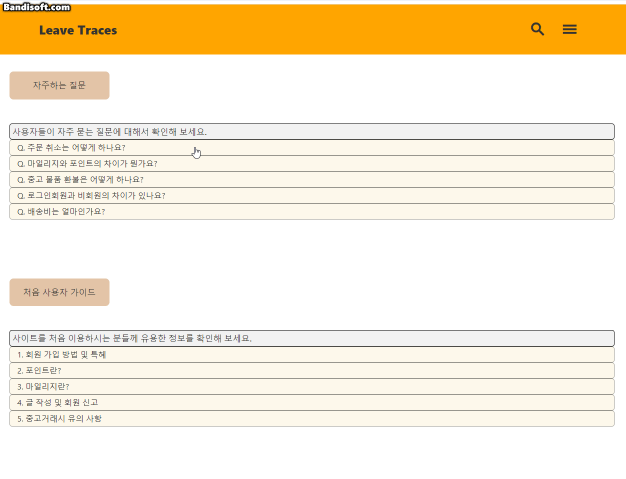 Bandisoft.com
Leave Traces
자주하는 질문
사용자들이 자주 묻는 질문에 대해서 확인해 보세요.
Q. 주문 취소는 어떻게 하나요?
Q. 마일리지와 포인트의 차이가 뭔가요?
Q. 중고 물품 환불은 어떻게 하나요?
Q. 로그인회원과 비회원의 차이가 있나요?
Q. 배송비는 얼마인가요?
처음 사용자 가이드
사이트를 처음 이용하시는 분들께 유용한 정보를 확인해 보세요.
1. 회원 가입 방법 및 특혜
2. 포인트란?
3. 마일리지란?
4. 글 작성 및 회원 신고
5. 중고거래시 유의 사항